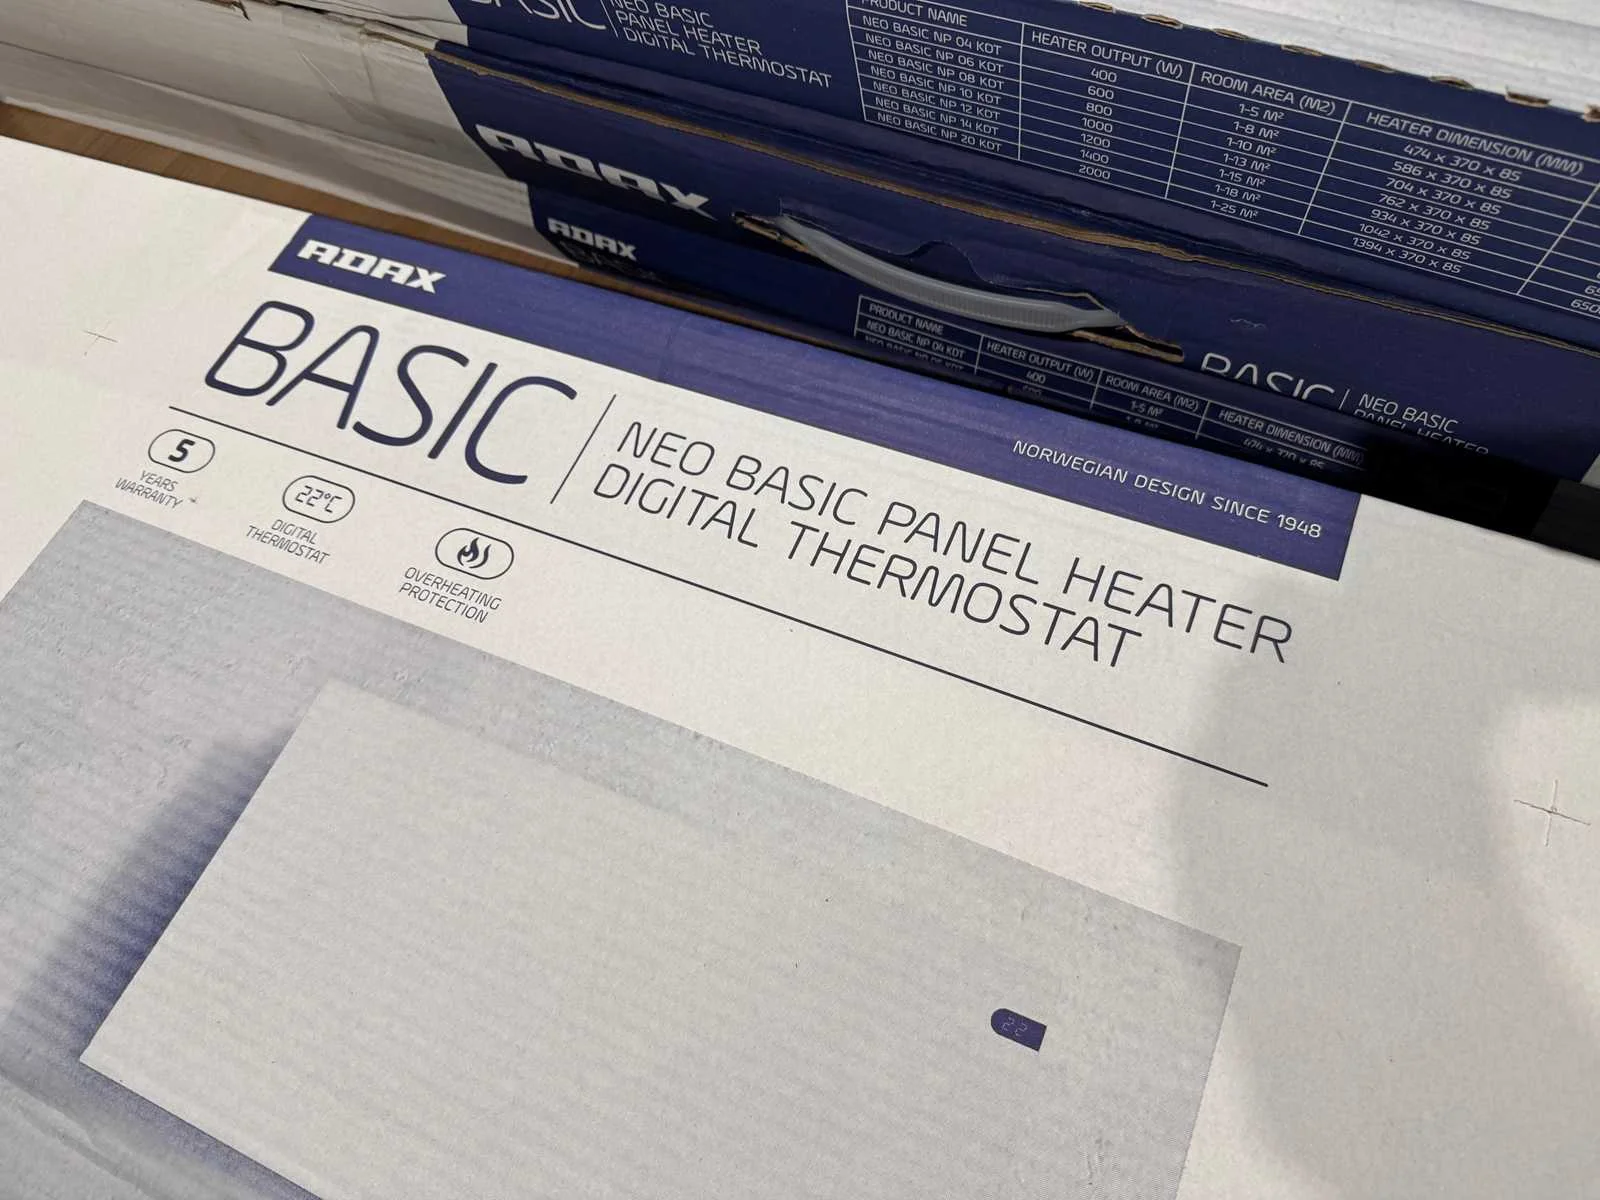 BASIC
NEO BASIC
PANEL HEATER
DIGITAL THERMOSTAT
PRODUCT NAME HEATER OUTPUT (W) ROOM AREA (M2) HEATER DIMENSION (MM)
NEO BASIC NP 04 KDT 400 1-5 M² 474 x 370 x 85
NEO BASIC NP 06 KDT 600 1-8 M² 586 x 370 x 85
NEO BASIC NP 08 KDT 800 1-10 M² 704 x 370 x 85
NEO BASIC NP 10 KDT 1000 1-13 M² 762 x 370 x 85
NEO BASIC NP 12 KDT 1200 1-15 M² 934 x 370 x 85
NEO BASIC NP 14 KDT 1400 1-18 M² 1042 x 370 x 85
NEO BASIC NP 20 KDT 2000 1-25 M² 1394 x 370 x 85
ADAX
ADAX
BASIC
PRODUCT NAME HEATER OUTPUT (W) ROOM AREA (M2) HEATER DIMENSION (MM)
NEO BASIC NP 04 KDT 400 1-5 M²
BASIC
NEO BASIC
PANEL HEATER
ADAX
NORWEGIAN DESIGN SINCE 1948
BASIC
NEO BASIC PANEL HEATER
DIGITAL THERMOSTAT
5
YEARS
WARRANTY *
22°C
DIGITAL
THERMOSTAT
OVERHEATING
PROTECTION
22